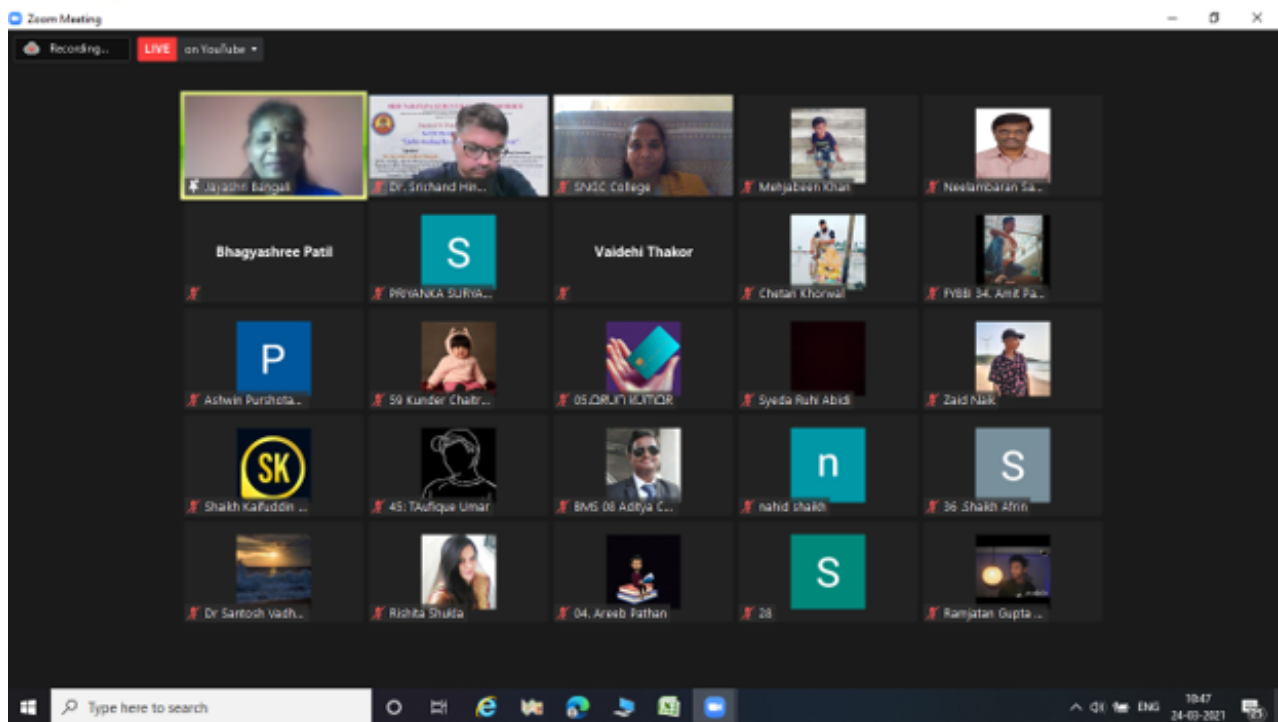 Zoom Meeting
Recording...
LIVE on YouTube
Jayashri Bangali
Dr. Srichand Hin...
SNGC College
Mehjabeen Khan
Neelambaran Sa...
Bhagyashree Patil
S
PRIYANKA SURYA...
Vaidehi Thakor
Chetan Khorwal
FYBBI 34. Amit Pa...
P
Ashwin Purshota...
59 Kunder Chaitr...
05.ARUN KUMAR
Syeda Ruhi Abidi
Zaid Naik
SK
Shaikh Kaifuddin ...
45: TAufique Umar
BMS 08 Aditya C...
n
nahid shaikh
S
36 .Shaikh Afrin
Dr Santosh Vadh...
Rishita Shukla
04. Areeb Pathan
S
28
Ramjatan Gupta ...
Type here to search
ENG
10:47
24-03-2021